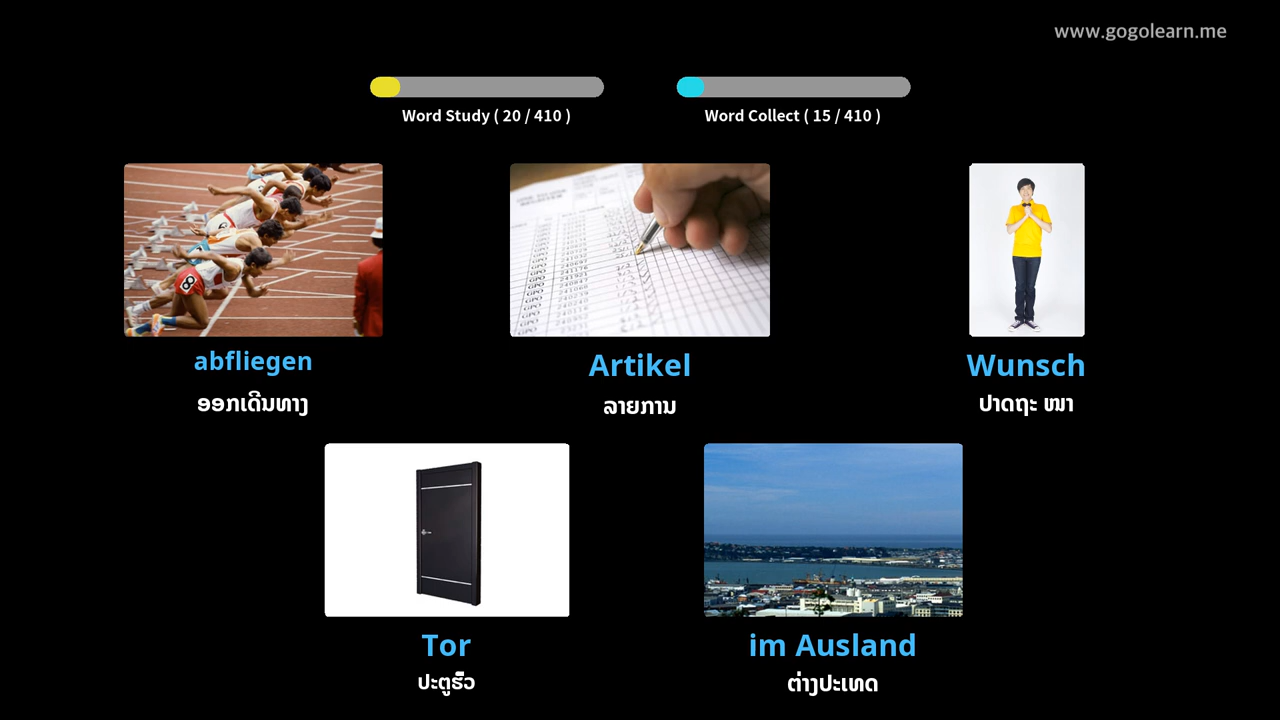 www.gogolearn.me
Word Study ( 20 / 410 )
Word Collect ( 15 / 410 )
abfliegen
ອອກເດີນທາງ
Artikel
ລາຍການ
Wunsch
ປາດຖະ ໜາ
Tor
ປະຕູຮົ້ວ
im Ausland
ຕ່າງປະເທດ